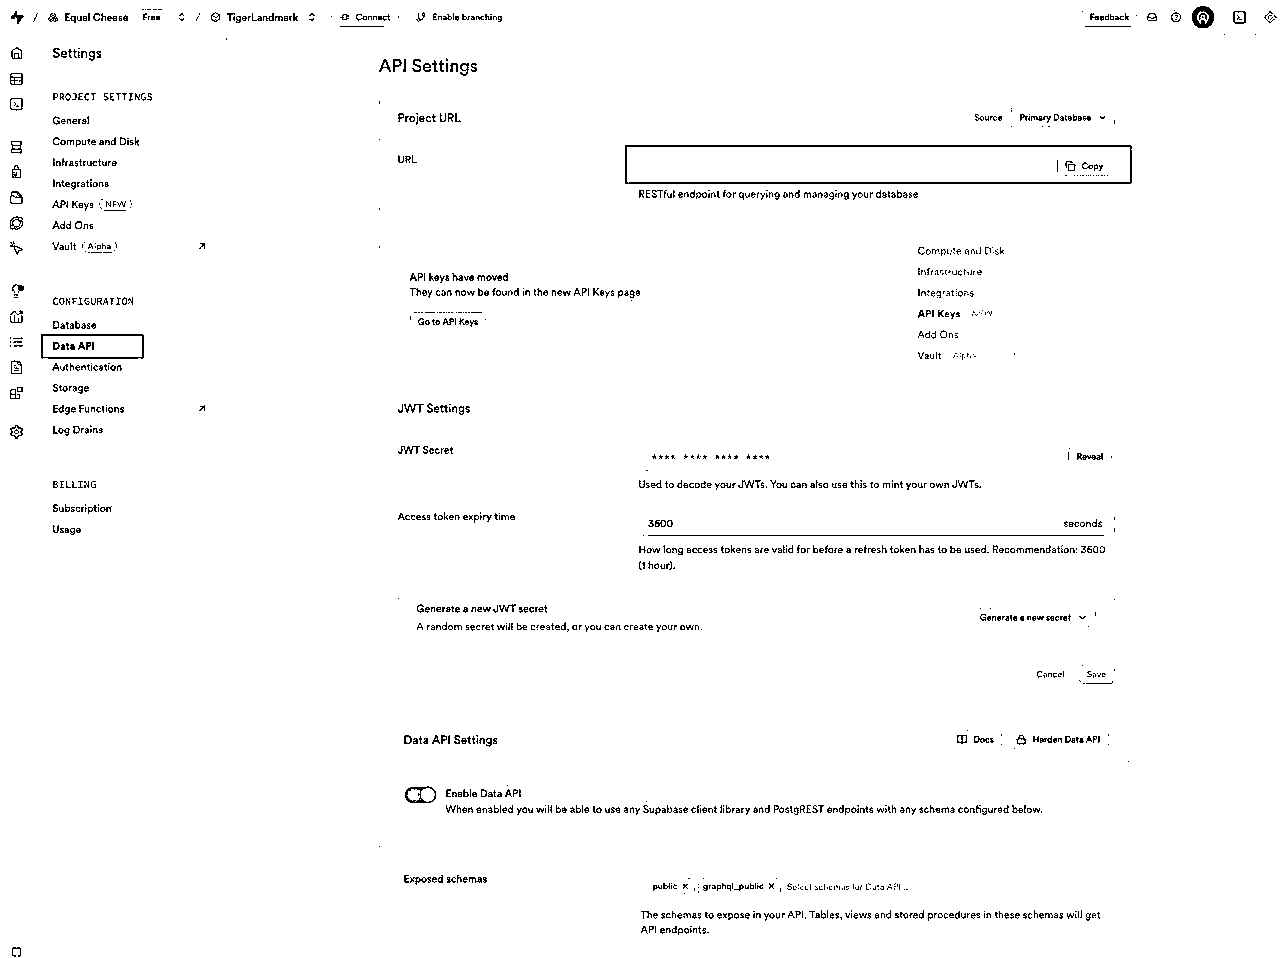 / Equal Cheese Free / TigerLandmark Connect Enable branching Feedback
Settings
PROJECT SETTINGS
General
Compute and Disk
Infrastructure
Integrations
API Keys NEW
Add Ons
Vault Alpha
CONFIGURATION
Database
Data API
Authentication
Storage
Edge Functions
Log Drains
BILLING
Subscription
Usage
API Settings
Project URL
Source Primary Database
URL
Copy
RESTful endpoint for querying and managing your database
API keys have moved
They can now be found in the new API Keys page
Go to API Keys
Compute and Disk
Infrastructure
Integrations
API Keys NEW
Add Ons
Vault Alpha
JWT Settings
JWT Secret
**** **** **** ****
Reveal
Used to decode your JWTs. You can also use this to mint your own JWTs.
Access token expiry time
3600 seconds
How long access tokens are valid for before a refresh token has to be used. Recommendation: 3600
(1 hour).
Generate a new JWT secret
A random secret will be created, or you can create your own.
Generate a new secret
Cancel Save
Data API Settings
Docs Harden Data API
Enable Data API
When enabled you will be able to use any Supabase client library and PostgREST endpoints with any schema configured below.
Exposed schemas
public × graphql_public × Select schemas for Data API...
The schemas to expose in your API. Tables, views and stored procedures in these schemas will get
API endpoints.